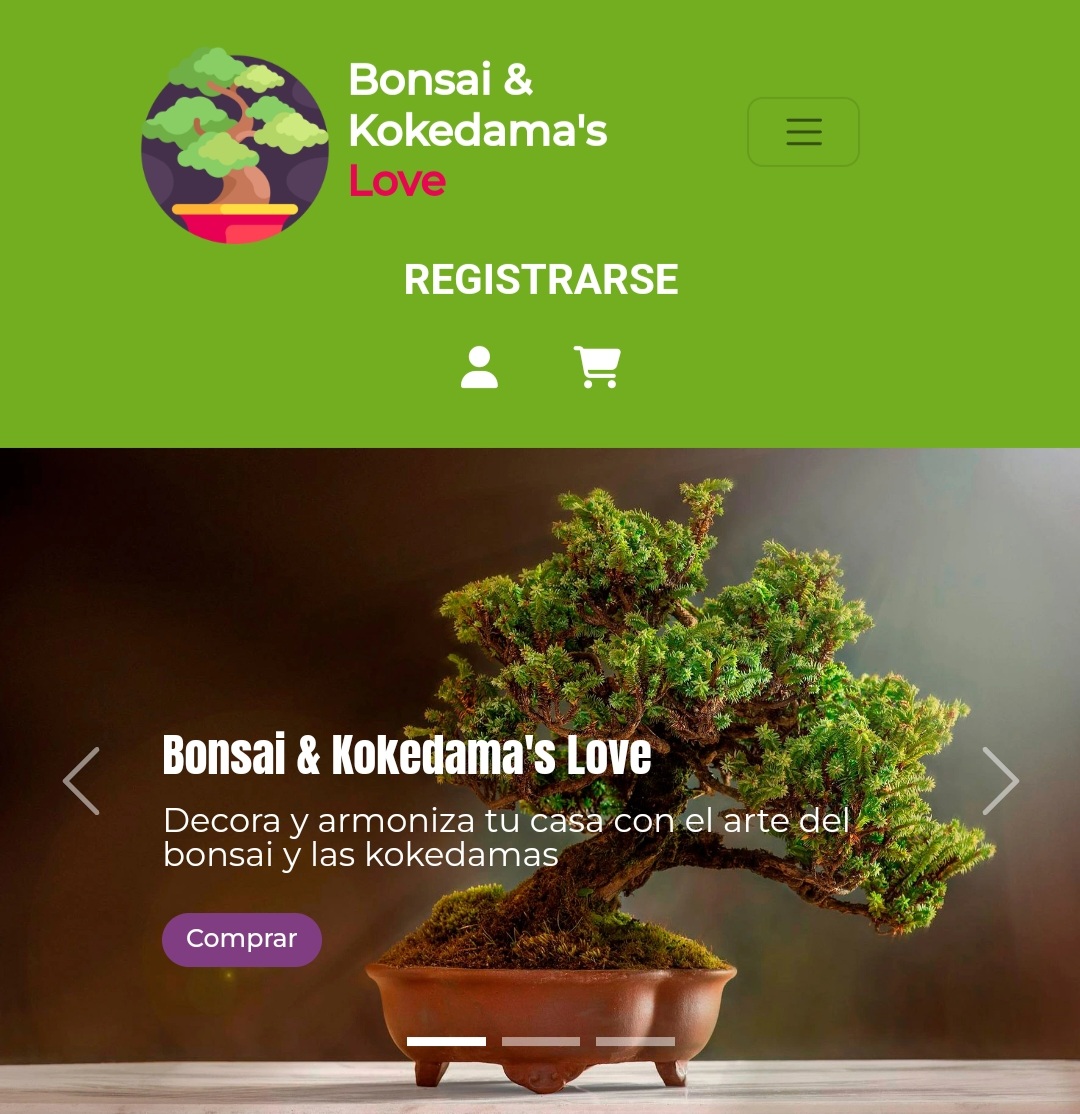 Bonsai &
Kokedama's
Love
REGISTRARSE
Bonsai & Kokedama's Love
Decora y armoniza tu casa con el arte del
bonsai y las kokedamas
Comprar